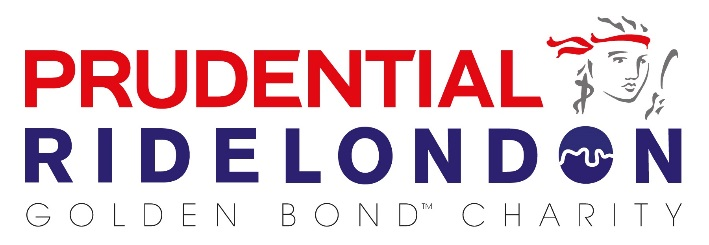 PRUDENTIAL
RIDELONDON
GOLDEN BOND™ CHARITY